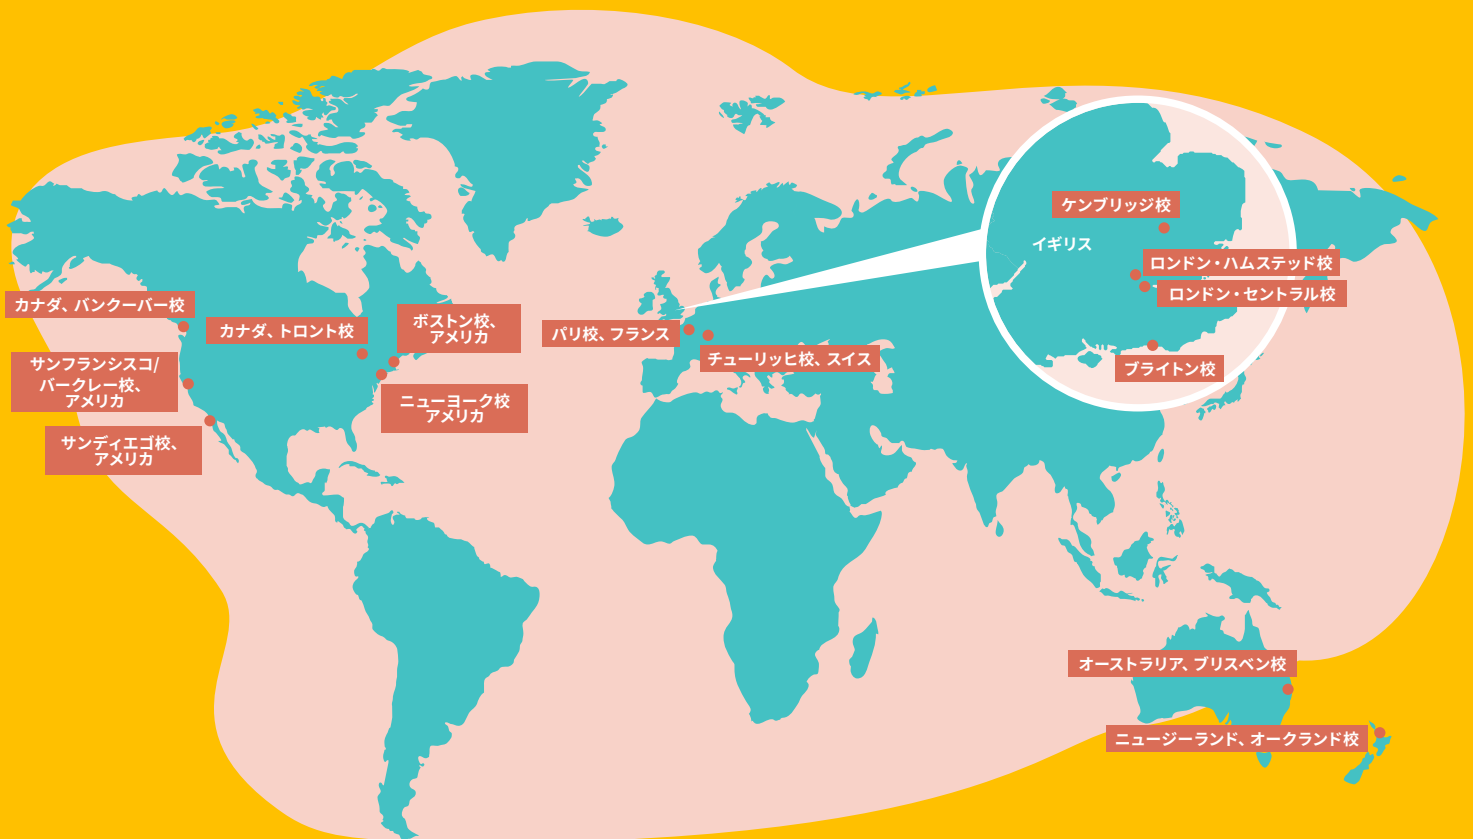 ケンブリッジ校
イギリス
ロンドン・ハムステッド校
ロンドン・セントラル校
ブライトン校
カナダ、バンクーバー校
カナダ、トロント校
ボストン校、
アメリカ
パリ校、フランス
チューリッヒ校、スイス
サンフランシスコ/
バークレー校、
アメリカ
ニューヨーク校
アメリカ
サンディエゴ校、
アメリカ
オーストラリア、ブリスベン校
ニュージーランド、オークランド校